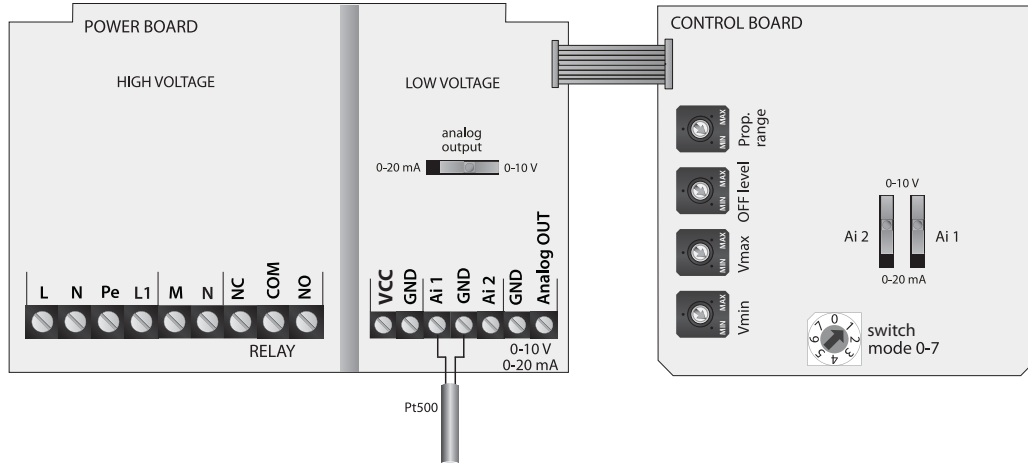 POWER BOARD
HIGH VOLTAGE
LOW VOLTAGE
analog
output
0-20 mA
0-10 V
L N Pe L1 M N NC COM NO
RELAY
VCC GND Ai 1 GND Ai 2 GND Analog OUT
0-10 V
0-20 mA
Pt500
CONTROL BOARD
MIN MAX
Prop.
range
MIN MAX
OFF level
MIN MAX
Vmax
MIN MAX
Vmin
0-10 V
Ai 2
Ai 1
0-20 mA
0 1 2 3 4 5 6 7
switch
mode 0-7